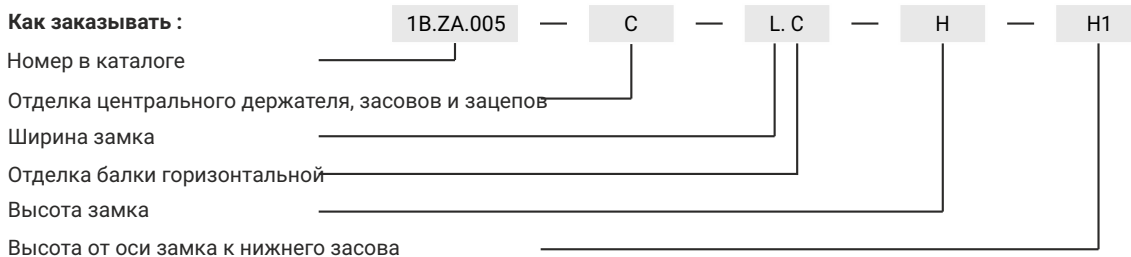 Как заказывать : 1B.ZA.005 — C — L. C — H — H1
Номер в каталоге
Отделка центрального держателя, засовов и зацепов
Ширина замка
Отделка балки горизонтальной
Высота замка
Высота от оси замка к нижнего засова